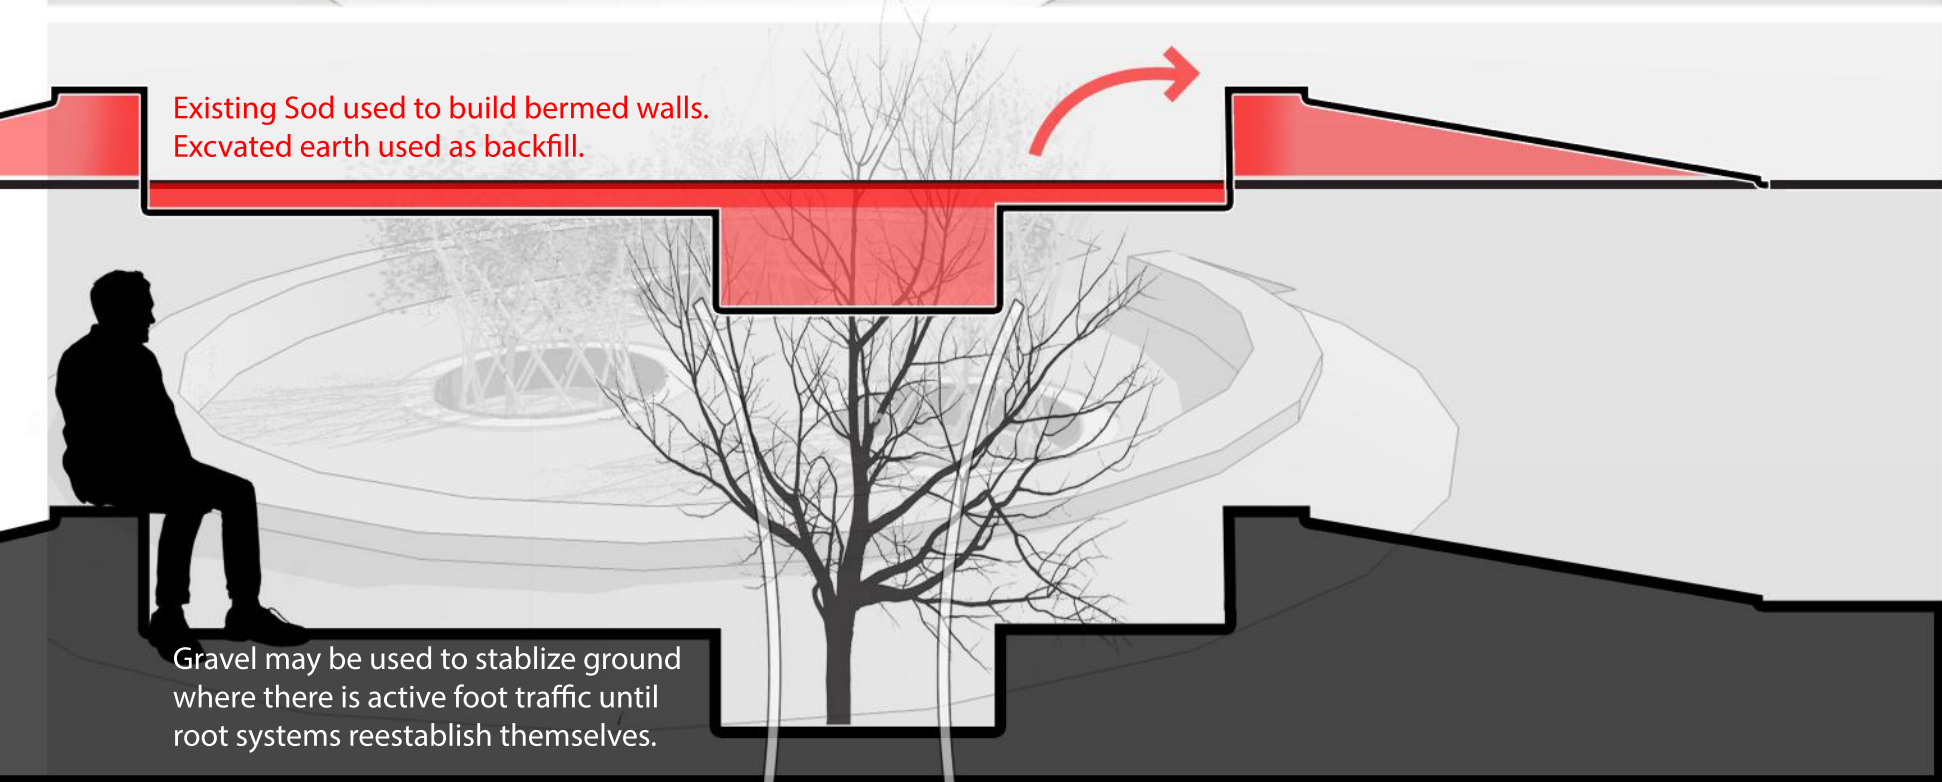 Existing Sod used to build bermed walls.
Excvated earth used as backfill.
Gravel may be used to stablize ground
where there is active foot traffic until
root systems reestablish themselves.